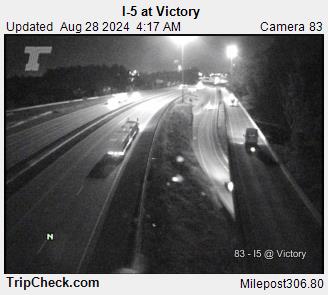 I-5 at Victory
Updated Aug 28 2024 4:17 AM
Camera 83
T
N
83 - I5 @ Victory
TripCheck.com
Milepost306.80